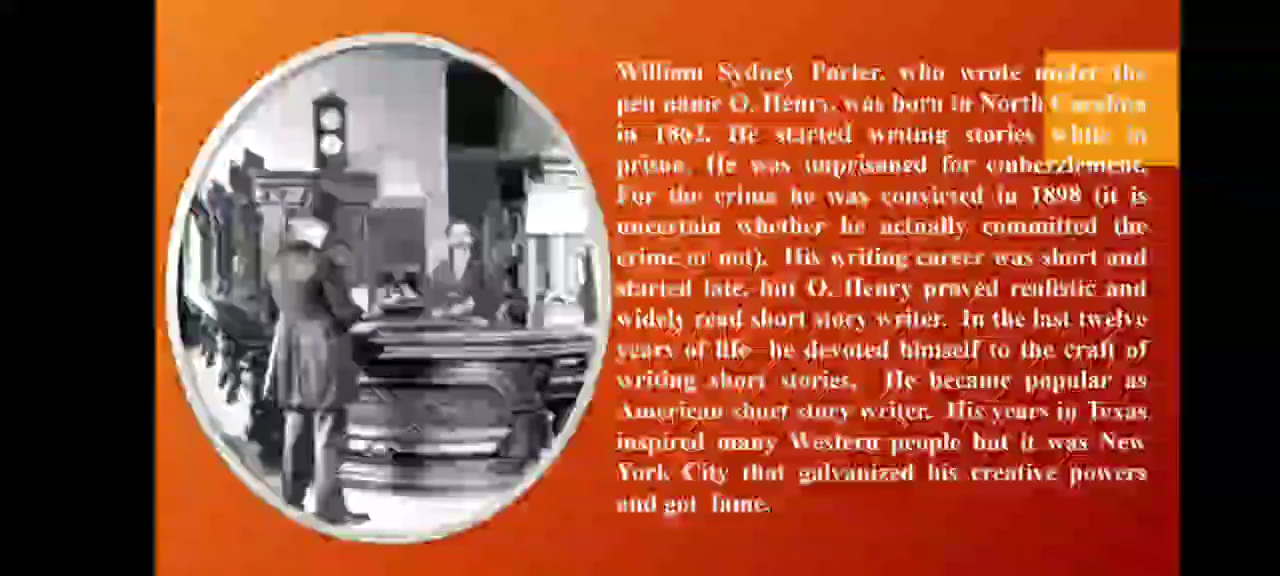 William Sydney Porter, who wrote under the
pen name O. Henry, was born in North Carolina
in 1862. He started writing stories while in
prison. He was imprisoned for embezzlement.
For the crime he was convicted in 1898 (it is
uncertain whether he actually committed the
crime or not). His writing career was short and
started late, but O. Henry proved realistic and
widely read short story writer. In the last twelve
years of life he devoted himself to the craft of
writing short stories. He became popular as
American short story writer. His years in Texas
inspired many Western people but it was New
York City that galvanized his creative powers
and got fame.